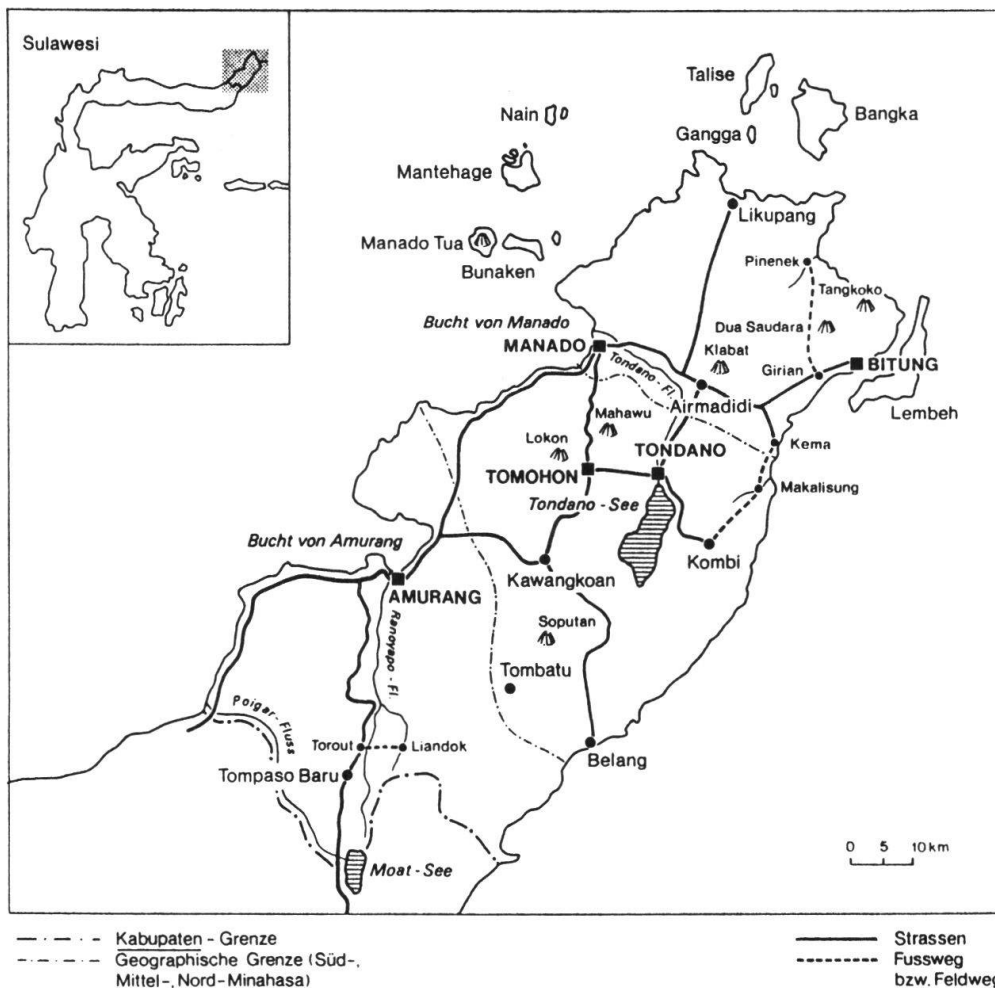 Sulawesi
Talise
Bangka
Nain
Gangga
Mantehage
Likupang
Manado Tua
Bunaken
Pinenek
Tangkoko
Bucht von Manado
Dua Saudara
MANADO
Klabat
BITUNG
Tondano-Fl.
Girian
Airmadidi
Lembeh
Mahawu
Lokon
TONDANO
Kema
TOMOHON
Makalisung
Tondano-See
Bucht von Amurang
Kombi
Kawangkoan
AMURANG
Ranoyapo-Fl.
Soputan
Tombatu
Poigar-Fluss
Torout
Liandok
Belang
Tompaso Baru
0 5 10 km
Moat-See
Kabupaten - Grenze
Geographische Grenze (Süd-,
Mittel-, Nord-Minahasa)
Strassen
Fussweg
bzw. Feldweg